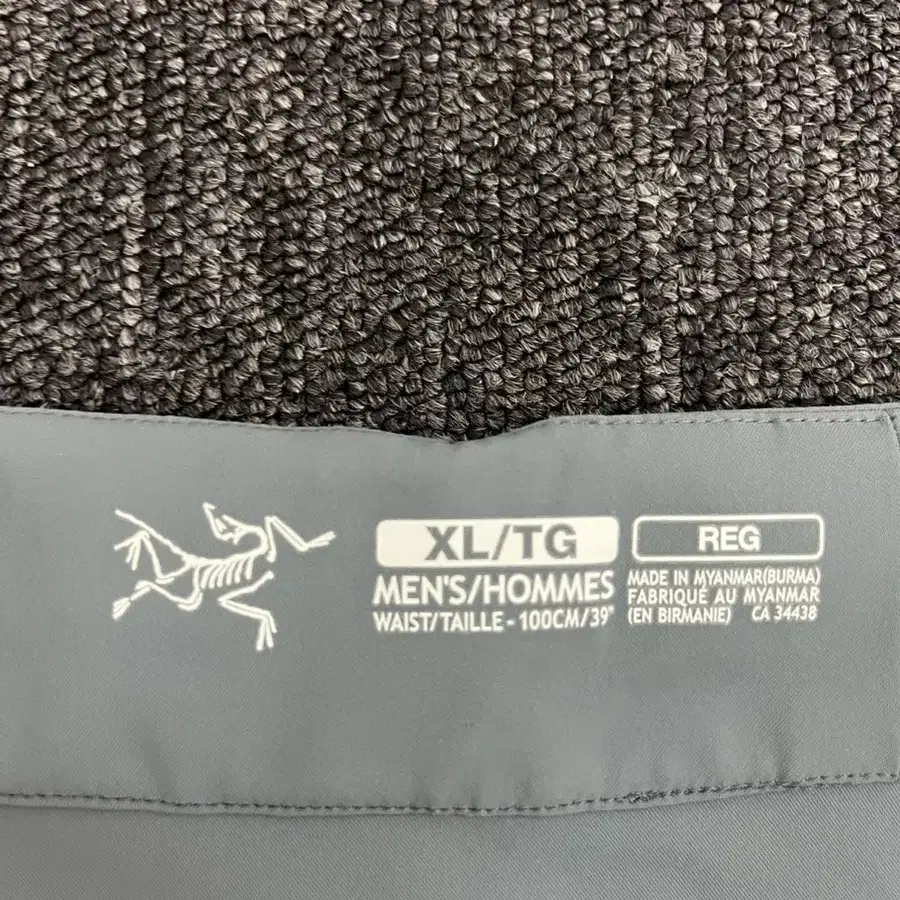 XL/TG
MEN'S/HOMMES
WAIST/TAILLE - 100CM/39"
REG
MADE IN MYANMAR(BURMA)
FABRIQUÉ AU MYANMAR
(EN BIRMANIE) CA 34438